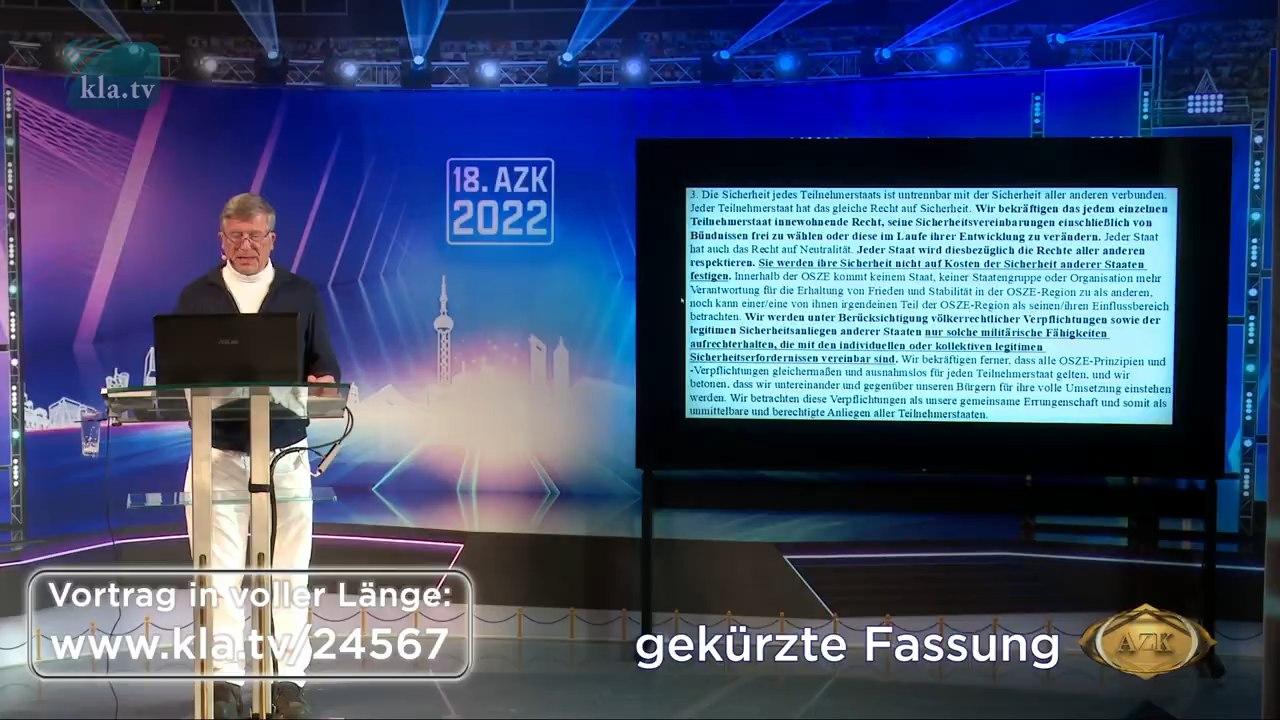 kla.tv
18. AZK
2022
3. Die Sicherheit jedes Teilnehmerstaats ist untrennbar mit der Sicherheit aller anderen verbunden.
Jeder Teilnehmerstaat hat das gleiche Recht auf Sicherheit. Wir bekräftigen das jedem einzelnen
Teilnehmerstaat innewohnende Recht, seine Sicherheitsvereinbarungen einschließlich von
Bündnissen frei zu wählen oder diese im Laufe ihrer Entwicklung zu verändern. Jeder Staat
hat auch das Recht auf Neutralität. Jeder Staat wird diesbezüglich die Rechte aller anderen
respektieren. Sie werden ihre Sicherheit nicht auf Kosten der Sicherheit anderer Staaten
festigen. Innerhalb der OSZE kommt keinem Staat, keiner Staatengruppe oder Organisation mehr
Verantwortung für die Erhaltung von Frieden und Stabilität in der OSZE-Region zu als anderen,
noch kann einer/eine von ihnen irgendeinen Teil der OSZE-Region als seinen/ihren Einflussbereich
betrachten. Wir werden unter Berücksichtigung völkerrechtlicher Verpflichtungen sowie der
legitimen Sicherheitsanliegen anderer Staaten nur solche militärische Fähigkeiten
aufrechterhalten, die mit den individuellen oder kollektiven legitimen
Sicherheitserfordernissen vereinbar sind. Wir bekräftigen ferner, dass alle OSZE-Prinzipien und
-Verpflichtungen gleichermaßen und ausnahmslos für jeden Teilnehmerstaat gelten, und wir
betonen, dass wir untereinander und gegenüber unseren Bürgern für ihre volle Umsetzung einstehen
werden. Wir betrachten diese Verpflichtungen als unsere gemeinsame Errungenschaft und somit als
unmittelbare und berechtigte Anliegen aller Teilnehmerstaaten.
Vortrag in voller Länge:
www.kla.tv/24567
gekürzte Fassung
AZK